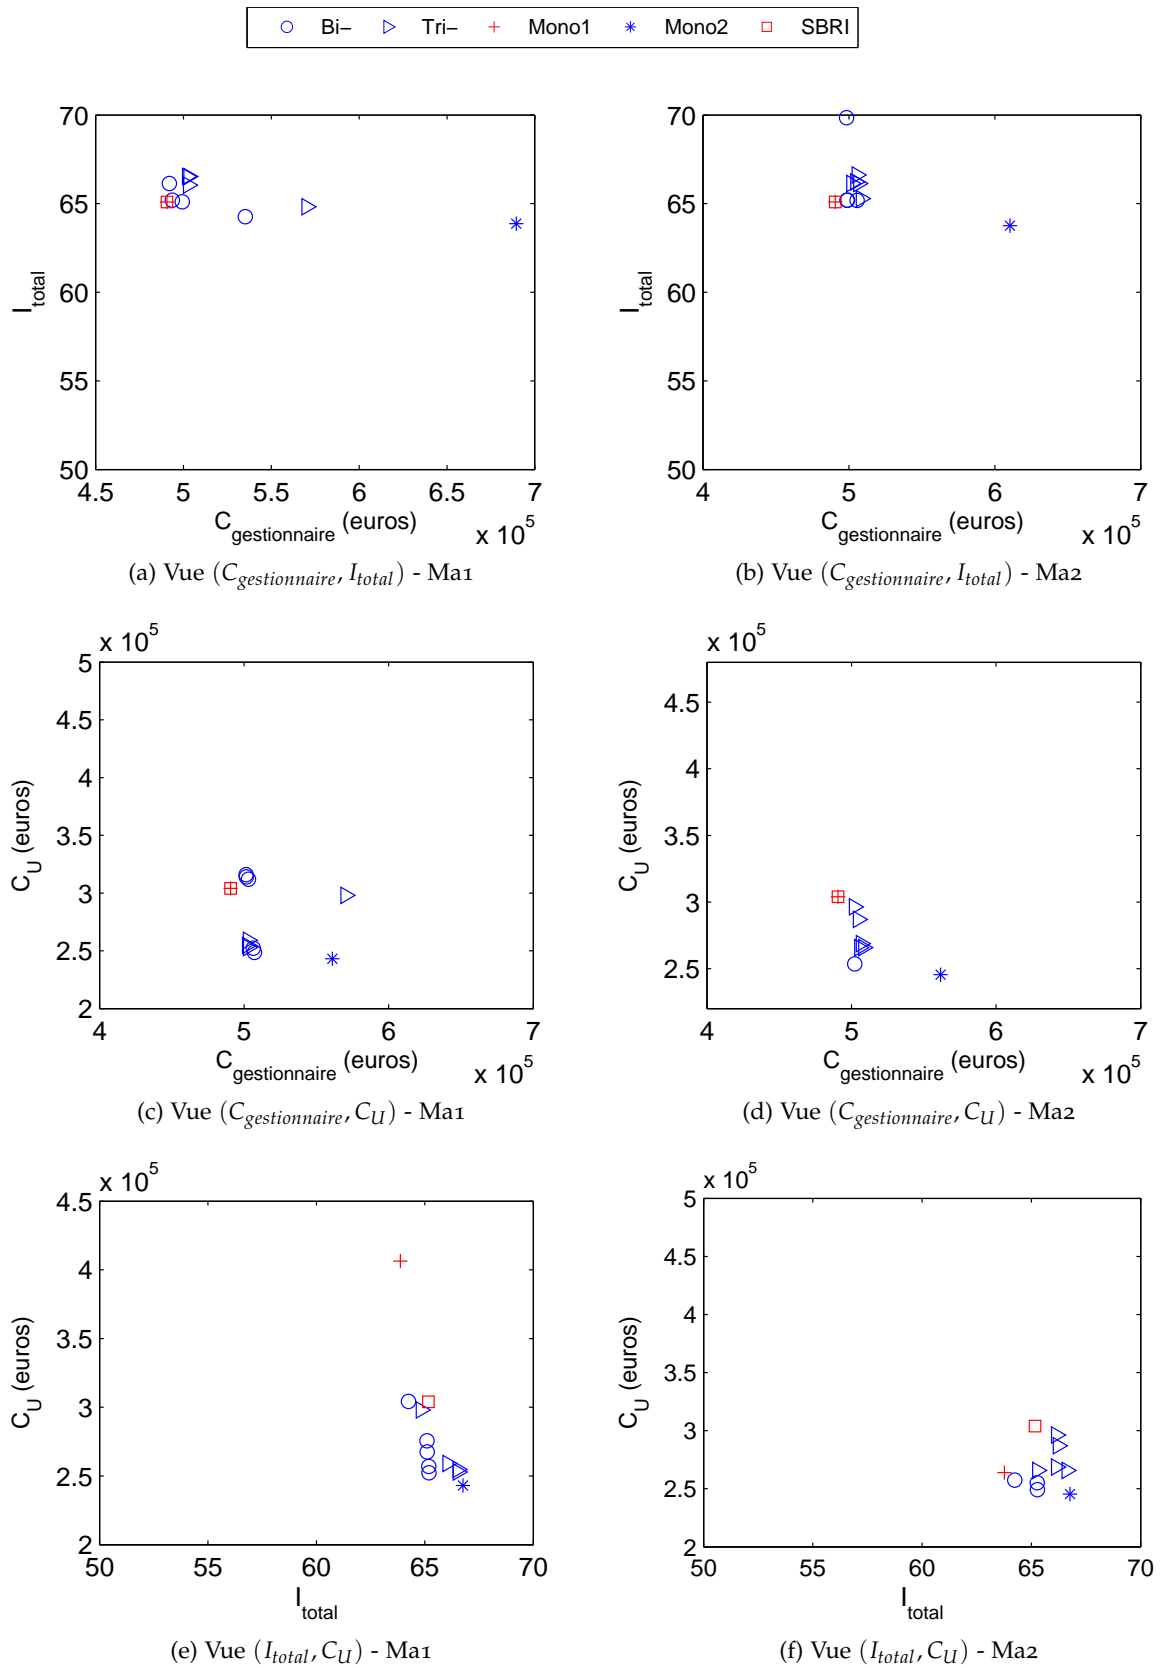 Bi− Tri− Mono1 Mono2 SBRI
70
65
60
55
50
I_total
4.5 5 5.5 6 6.5 7
C_gestionnaire (euros)
x 10^5
(a) Vue (C_gestionnaire, I_total) - Ma1
70
65
60
55
50
I_total
4 5 6 7
C_gestionnaire (euros)
x 10^5
(b) Vue (C_gestionnaire, I_total) - Ma2
x 10^5
5
4.5
4
3.5
3
2.5
2
C_U (euros)
4 5 6 7
C_gestionnaire (euros)
x 10^5
(c) Vue (C_gestionnaire, C_U) - Ma1
x 10^5
4.5
4
3.5
3
2.5
C_U (euros)
4 5 6 7
C_gestionnaire (euros)
x 10^5
(d) Vue (C_gestionnaire, C_U) - Ma2
x 10^5
4.5
4
3.5
3
2.5
2
C_U (euros)
50 55 60 65 70
I_total
(e) Vue (I_total, C_U) - Ma1
x 10^5
5
4.5
4
3.5
3
2.5
2
C_U (euros)
50 55 60 65 70
I_total
(f) Vue (I_total, C_U) - Ma2